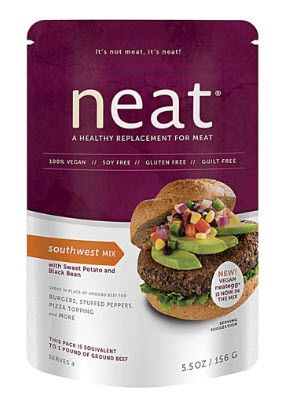 It's not meat, it's neat!
neat®
A HEALTHY REPLACEMENT FOR MEAT
100% VEGAN // SOY FREE // GLUTEN FREE // GUILT FREE
southwest MIX
with Sweet Potato and
Black Bean
SERVE IN PLACE OF GROUND BEEF FOR
BURGERS, STUFFED PEPPERS,
PIZZA TOPPING
and MORE
THIS PACK IS EQUIVALENT
TO 1 POUND OF GROUND BEEF
SERVES 4
NEW!
VEGAN
neategg™
IS NOW IN
THE MIX
SERVING
SUGGESTION
5.5OZ / 156 G